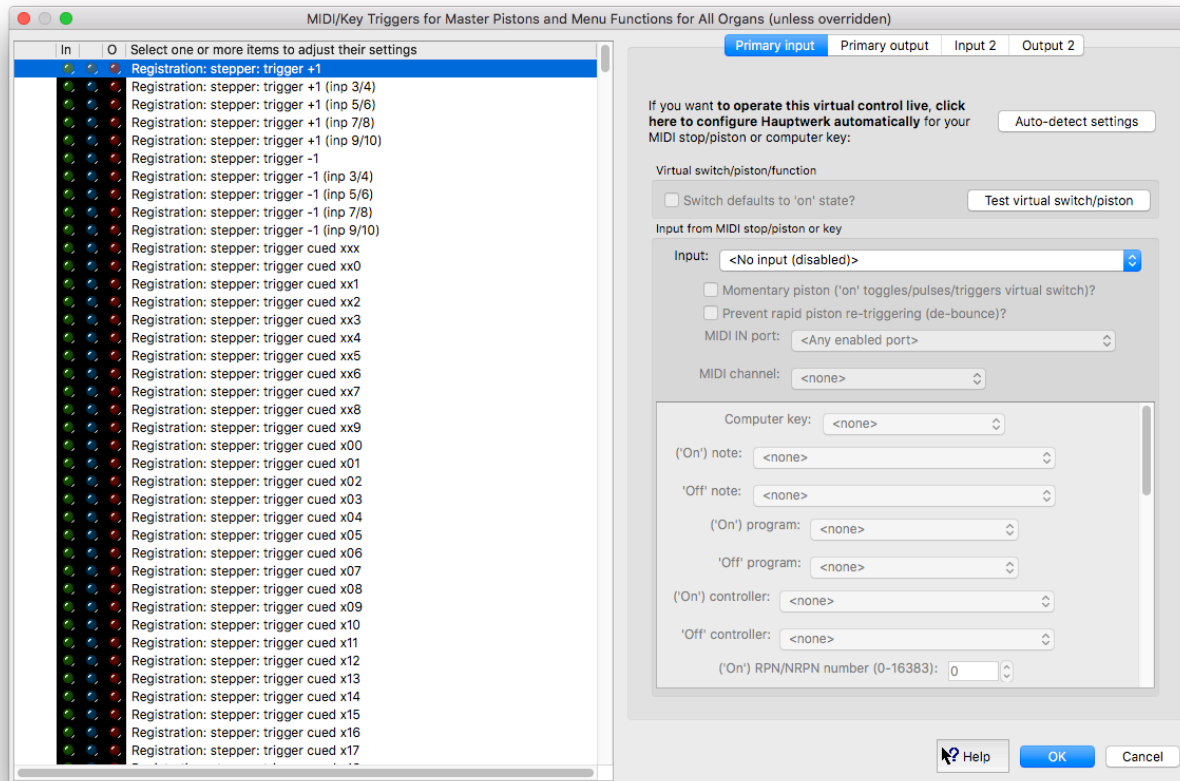 MIDI/Key Triggers for Master Pistons and Menu Functions for All Organs (unless overridden)
In O Select one or more items to adjust their settings
Registration: stepper: trigger +1
Registration: stepper: trigger +1 (inp 3/4)
Registration: stepper: trigger +1 (inp 5/6)
Registration: stepper: trigger +1 (inp 7/8)
Registration: stepper: trigger +1 (inp 9/10)
Registration: stepper: trigger -1
Registration: stepper: trigger -1 (inp 3/4)
Registration: stepper: trigger -1 (inp 5/6)
Registration: stepper: trigger -1 (inp 7/8)
Registration: stepper: trigger -1 (inp 9/10)
Registration: stepper: trigger cued xxx
Registration: stepper: trigger cued xx0
Registration: stepper: trigger cued xx1
Registration: stepper: trigger cued xx2
Registration: stepper: trigger cued xx3
Registration: stepper: trigger cued xx4
Registration: stepper: trigger cued xx5
Registration: stepper: trigger cued xx6
Registration: stepper: trigger cued xx7
Registration: stepper: trigger cued xx8
Registration: stepper: trigger cued xx9
Registration: stepper: trigger cued x00
Registration: stepper: trigger cued x01
Registration: stepper: trigger cued x02
Registration: stepper: trigger cued x03
Registration: stepper: trigger cued x04
Registration: stepper: trigger cued x05
Registration: stepper: trigger cued x06
Registration: stepper: trigger cued x07
Registration: stepper: trigger cued x08
Registration: stepper: trigger cued x09
Registration: stepper: trigger cued x10
Registration: stepper: trigger cued x11
Registration: stepper: trigger cued x12
Registration: stepper: trigger cued x13
Registration: stepper: trigger cued x14
Registration: stepper: trigger cued x15
Registration: stepper: trigger cued x16
Registration: stepper: trigger cued x17
Primary input Primary output Input 2 Output 2
If you want to operate this virtual control live, click
here to configure Hauptwerk automatically for your
MIDI stop/piston or computer key:
Auto-detect settings
Virtual switch/piston/function
Switch defaults to 'on' state?
Test virtual switch/piston
Input from MIDI stop/piston or key
Input: <No input (disabled)>
Momentary piston ('on' toggles/pulses/triggers virtual switch)?
Prevent rapid piston re-triggering (de-bounce)?
MIDI IN port: <Any enabled port>
MIDI channel: <none>
Computer key: <none>
('On') note: <none>
'Off' note: <none>
('On') program: <none>
'Off' program: <none>
('On') controller: <none>
'Off' controller: <none>
('On') RPN/NRPN number (0-16383): 0
? Help
OK
Cancel